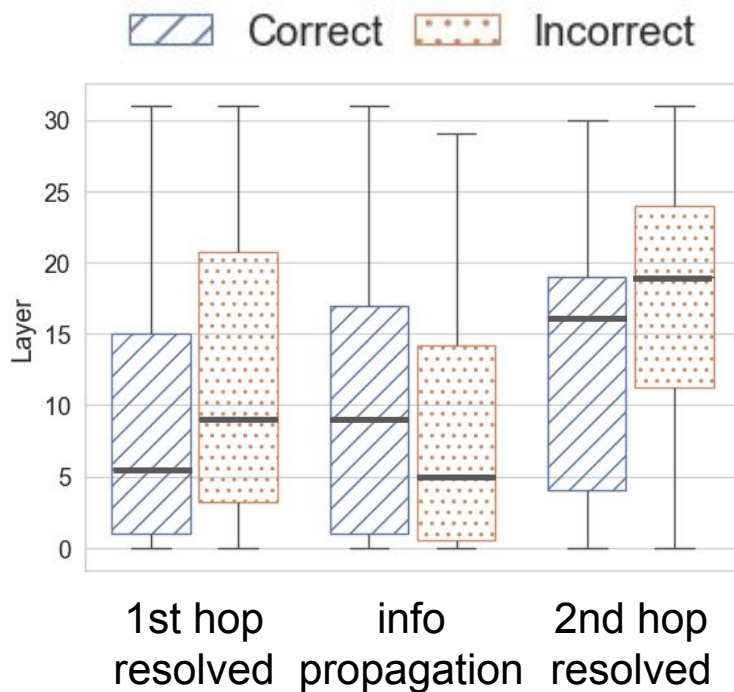 Correct Incorrect
30
25
20
15
10
5
0
Layer
1st hop resolved
info propagation
2nd hop resolved